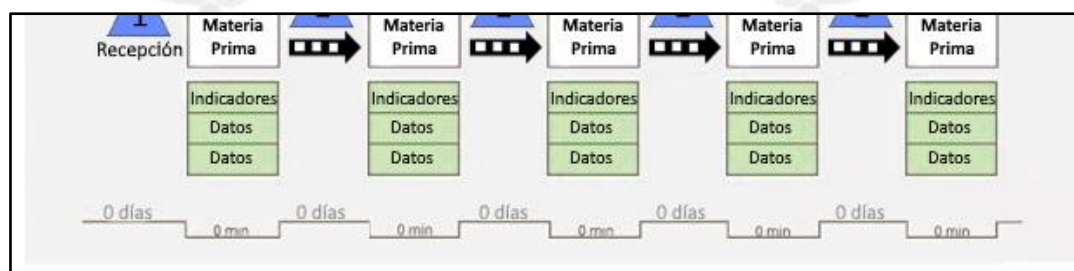 Materia Materia Materia Materia Materia
Recepción Prima Prima Prima Prima Prima
Indicadores Indicadores Indicadores Indicadores Indicadores
Datos Datos Datos Datos Datos
Datos Datos Datos Datos Datos
0 días 0 días 0 días 0 días 0 días
0 min 0 min 0 min 0 min 0 min